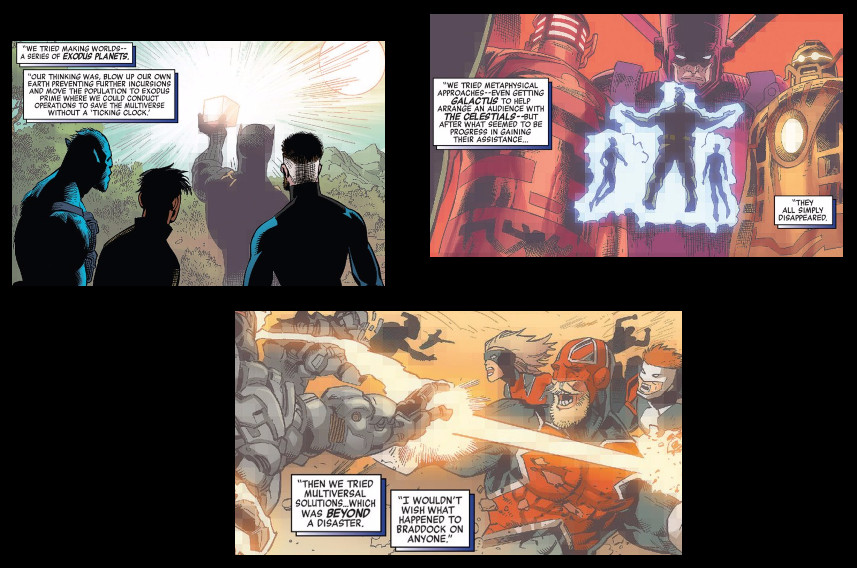 "WE TRIED MAKING WORLDS--
A SERIES OF EXODUS PLANETS.
"OUR THINKING WAS, BLOW UP OUR OWN
EARTH PREVENTING FURTHER INCURSIONS
AND MOVE THE POPULATION TO EXODUS
PRIME WHERE WE COULD CONDUCT
OPERATIONS TO SAVE THE MULTIVERSE
WITHOUT A 'TICKING CLOCK.'
"WE TRIED METAPHYSICAL
APPROACHES--EVEN GETTING
GALACTUS TO HELP
ARRANGE AN AUDIENCE WITH
THE CELESTIALS--BUT
AFTER WHAT SEEMED TO BE
PROGRESS IN GAINING
THEIR ASSISTANCE...
"THEY
ALL SIMPLY
DISAPPEARED.
"THEN WE TRIED
MULTIVERSAL
SOLUTIONS...WHICH
WAS BEYOND
A DISASTER.
"I WOULDN'T
WISH WHAT
HAPPENED TO
BRADDOCK ON
ANYONE."